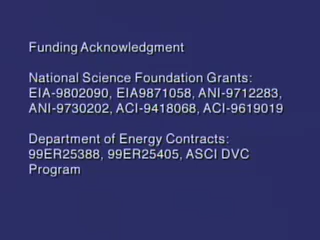 Funding Acknowledgment
National Science Foundation Grants:
EIA-9802090, EIA9871058, ANI-9712283,
ANI-9730202, ACI-9418068, ACI-9619019
Department of Energy Contracts:
99ER25388, 99ER25405, ASCI DVC
Program